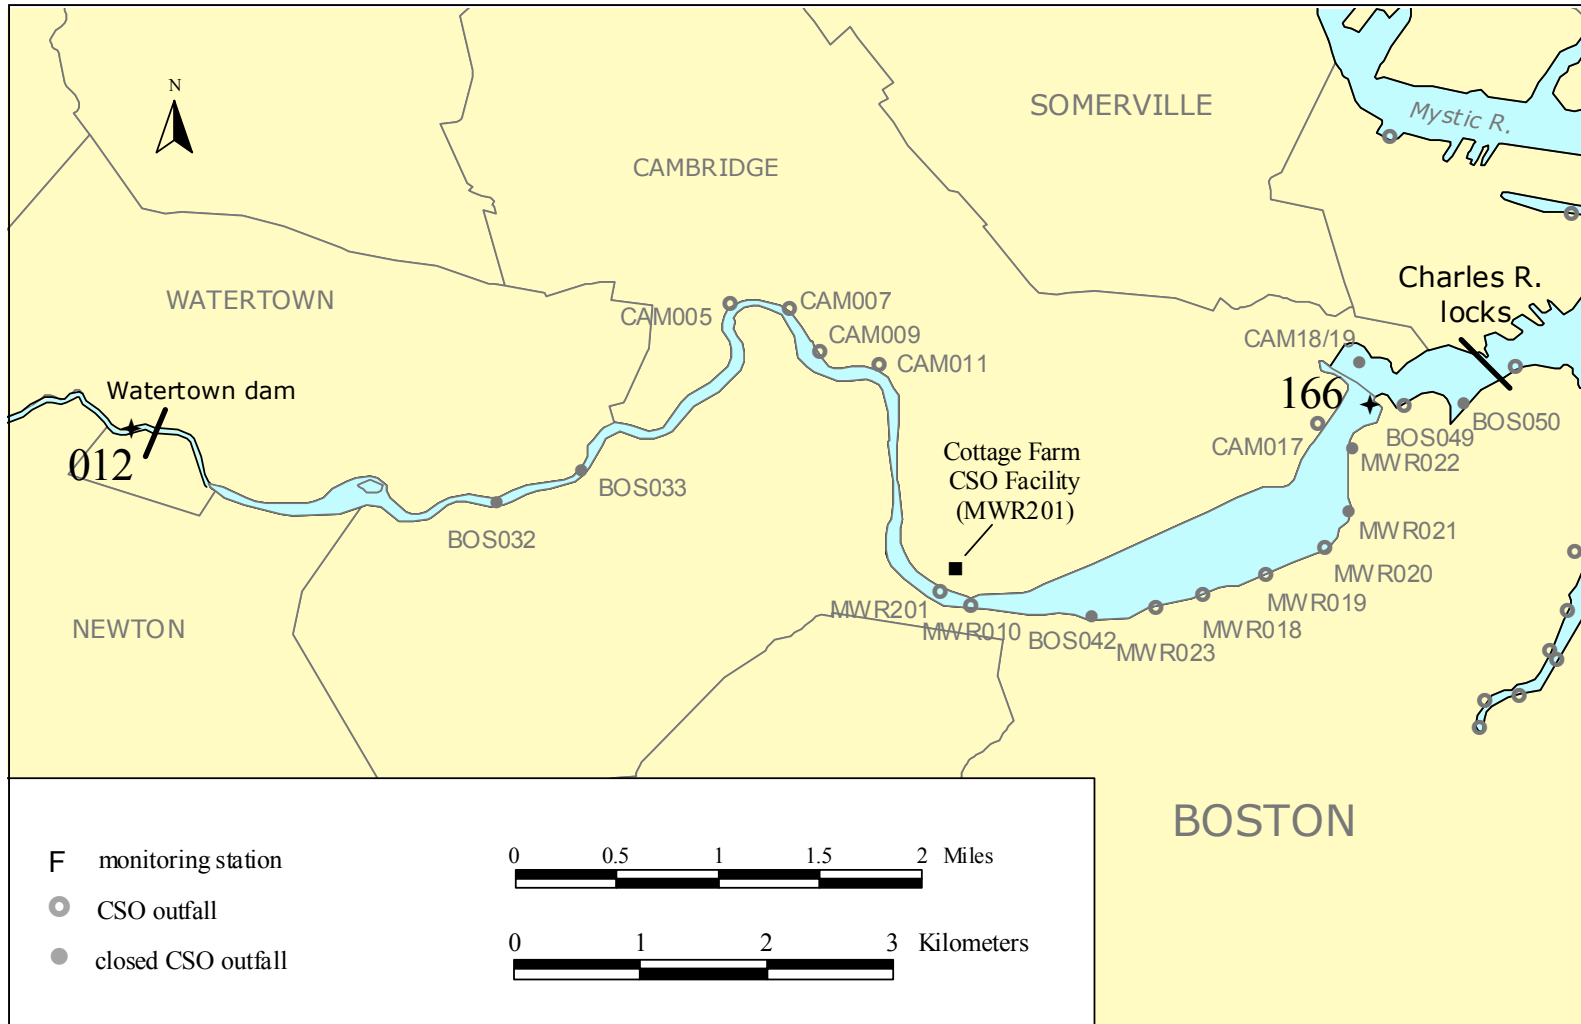 N
SOMERVILLE
Mystic R.
CAMBRIDGE
Charles R.
locks
WATERTOWN
CAM005
CAM007
CAM009
CAM011
CAM18/19
Watertown dam
166
012
CAM017
BOS049
BOS050
MWR022
Cottage Farm
CSO Facility
(MWR201)
BOS033
BOS032
MWR021
MWR020
MWR019
MWR018
MWR201
MWR010
BOS042
MWR023
NEWTON
BOSTON
F monitoring station
CSO outfall
closed CSO outfall
0 0.5 1 1.5 2 Miles
0 1 2 3 Kilometers